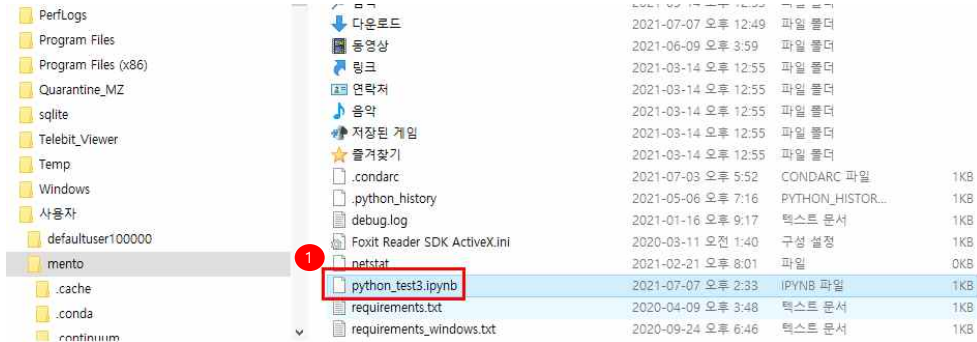 PerfLogs
Program Files
Program Files (x86)
Quarantine_MZ
sqlite
Telebit_Viewer
Temp
Windows
사용자
defaultuser100000
mento
.cache
.conda
.continuum
다운로드 2021-07-07 오후 12:49 파일 폴더
동영상 2021-06-09 오후 3:59 파일 폴더
링크 2021-03-14 오후 12:55 파일 폴더
연락처 2021-03-14 오후 12:55 파일 폴더
음악 2021-03-14 오후 12:55 파일 폴더
저장된 게임 2021-03-14 오후 12:55 파일 폴더
즐겨찾기 2021-03-14 오후 12:55 파일 폴더
.condarc 2021-07-03 오후 5:52 CONDARC 파일 1KB
.python_history 2021-05-06 오후 7:16 PYTHON_HISTOR... 1KB
debug.log 2021-01-16 오후 9:17 텍스트 문서 1KB
Foxit Reader SDK ActiveX.ini 2020-03-11 오전 1:40 구성 설정 1KB
1
netstat 2021-02-21 오후 8:01 파일 0KB
python_test3.ipynb 2021-07-07 오후 2:33 IPYNB 파일 1KB
requirements.txt 2020-04-09 오후 3:48 텍스트 문서 1KB
requirements_windows.txt 2020-09-24 오후 6:46 텍스트 문서 1KB